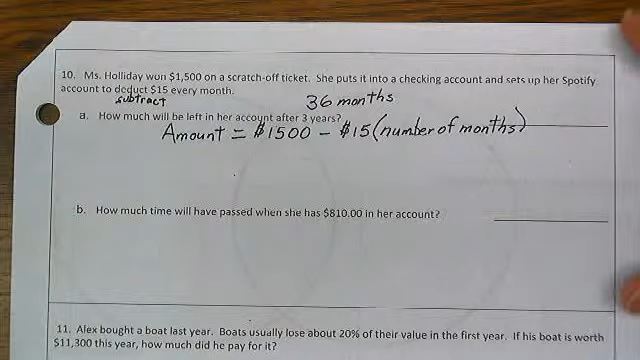 10. Ms. Holliday won $1,500 on a scratch-off ticket. She puts it into a checking account and sets up her Spotify
account to deduct $15 every month.
subtract
36 months
a. How much will be left in her account after 3 years?
Amount = $1500 - $15(number of months)
b. How much time will have passed when she has $810.00 in her account?
11. Alex bought a boat last year. Boats usually lose about 20% of their value in the first year. If his boat is worth
$11,300 this year, how much did he pay for it?